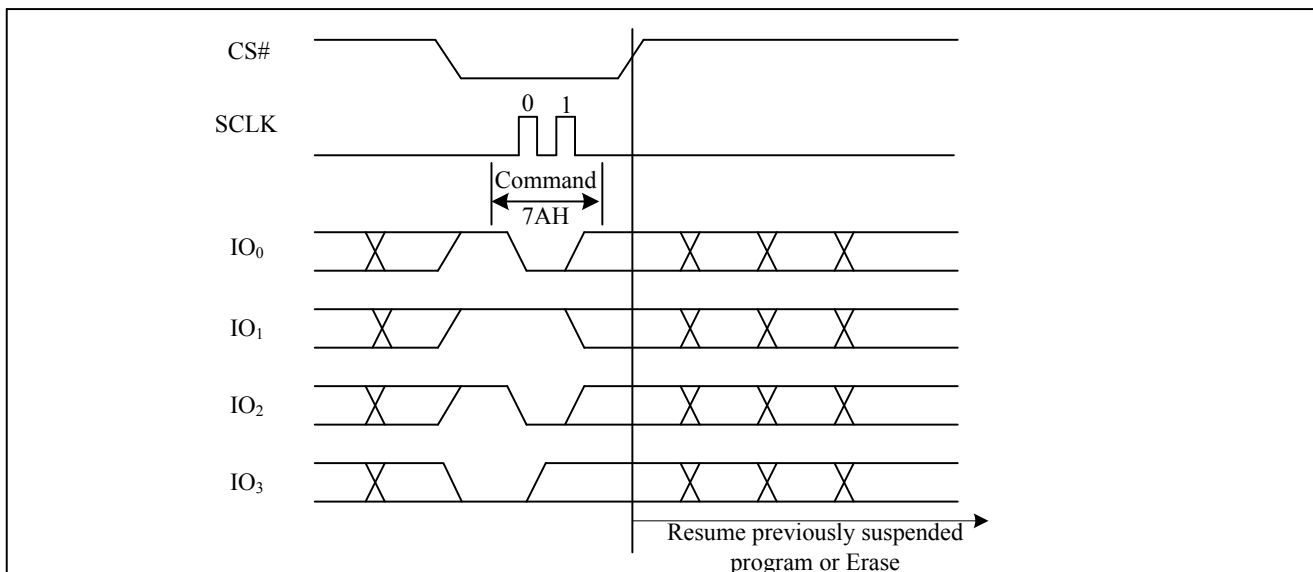 CS#
0 1
SCLK
Command
7AH
IO₀
IO₁
IO₂
IO₃
Resume previously suspended
program or Erase